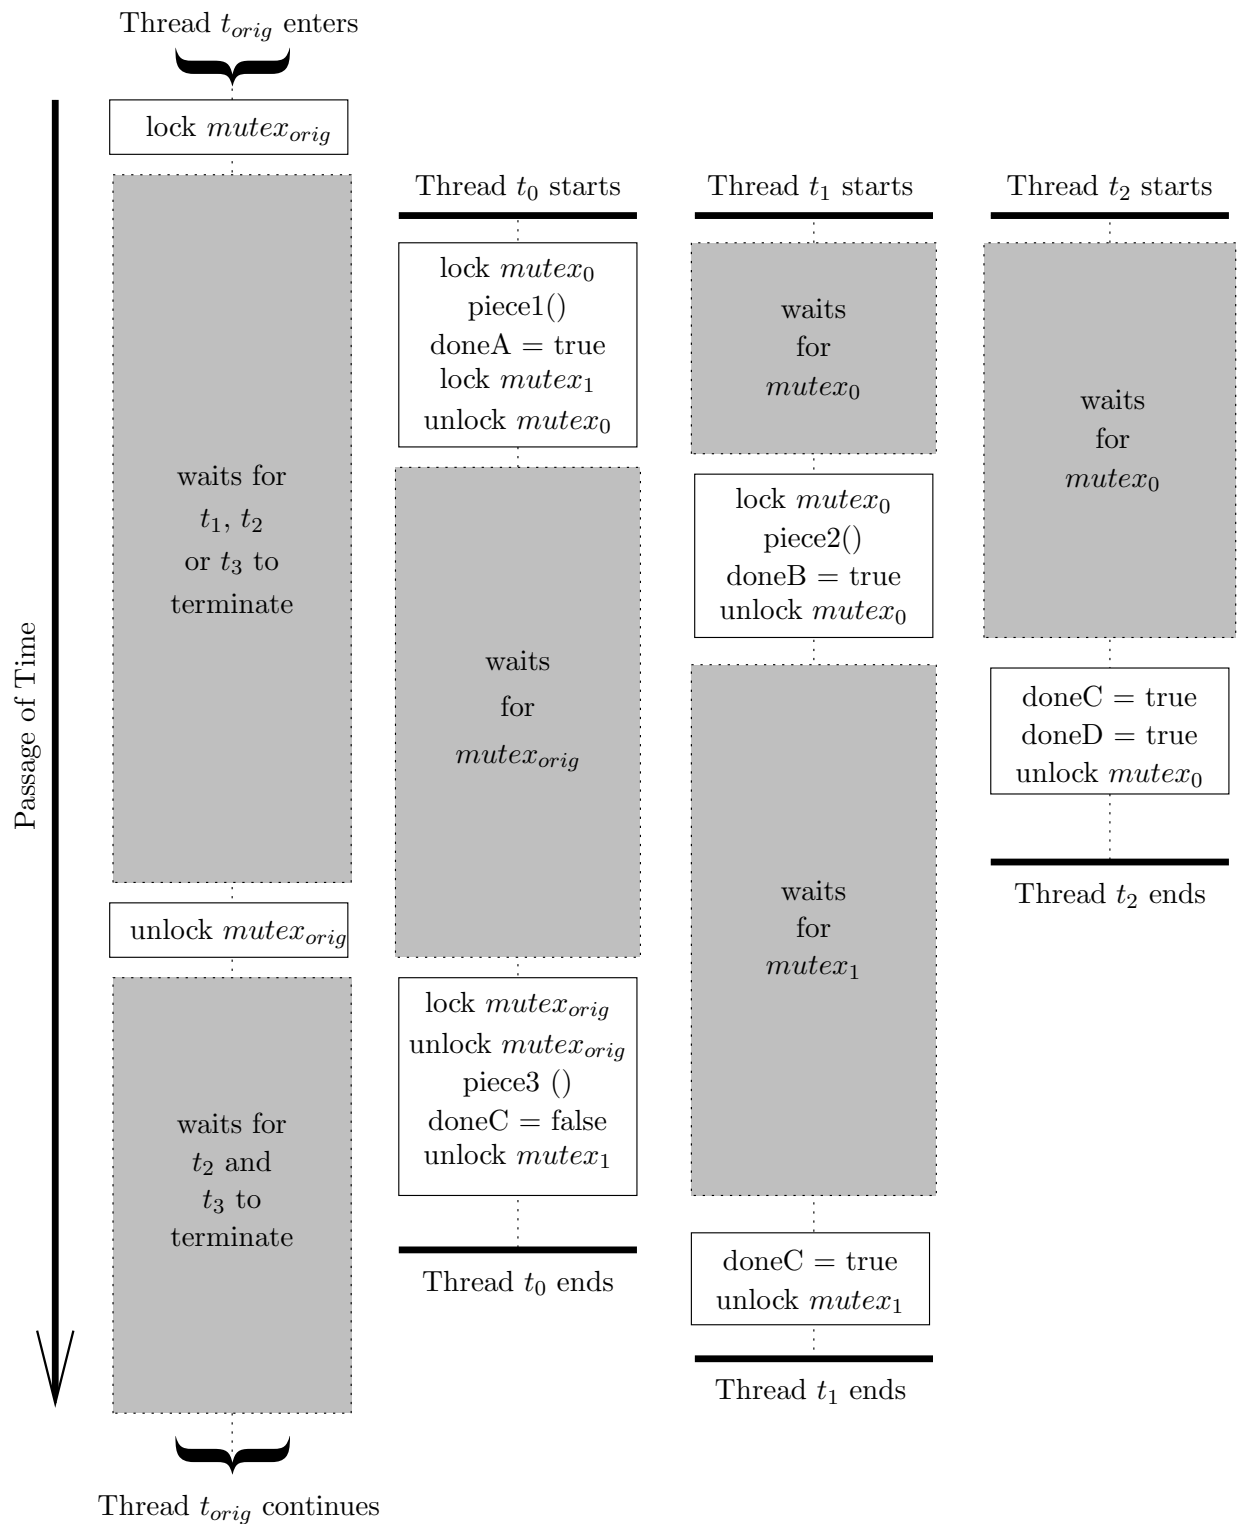 Thread t_orig enters
lock mutex_orig
waits for
t_1, t_2
or t_3 to
terminate
unlock mutex_orig
waits for
t_2 and
t_3 to
terminate
Thread t_orig continues
Passage of Time
Thread t_0 starts
lock mutex_0
piece1()
doneA = true
lock mutex_1
unlock mutex_0
waits
for
mutex_orig
lock mutex_orig
unlock mutex_orig
piece3 ()
doneC = false
unlock mutex_1
Thread t_0 ends
Thread t_1 starts
waits
for
mutex_0
lock mutex_0
piece2()
doneB = true
unlock mutex_0
waits
for
mutex_1
doneC = true
unlock mutex_1
Thread t_1 ends
Thread t_2 starts
waits
for
mutex_0
doneC = true
doneD = true
unlock mutex_0
Thread t_2 ends